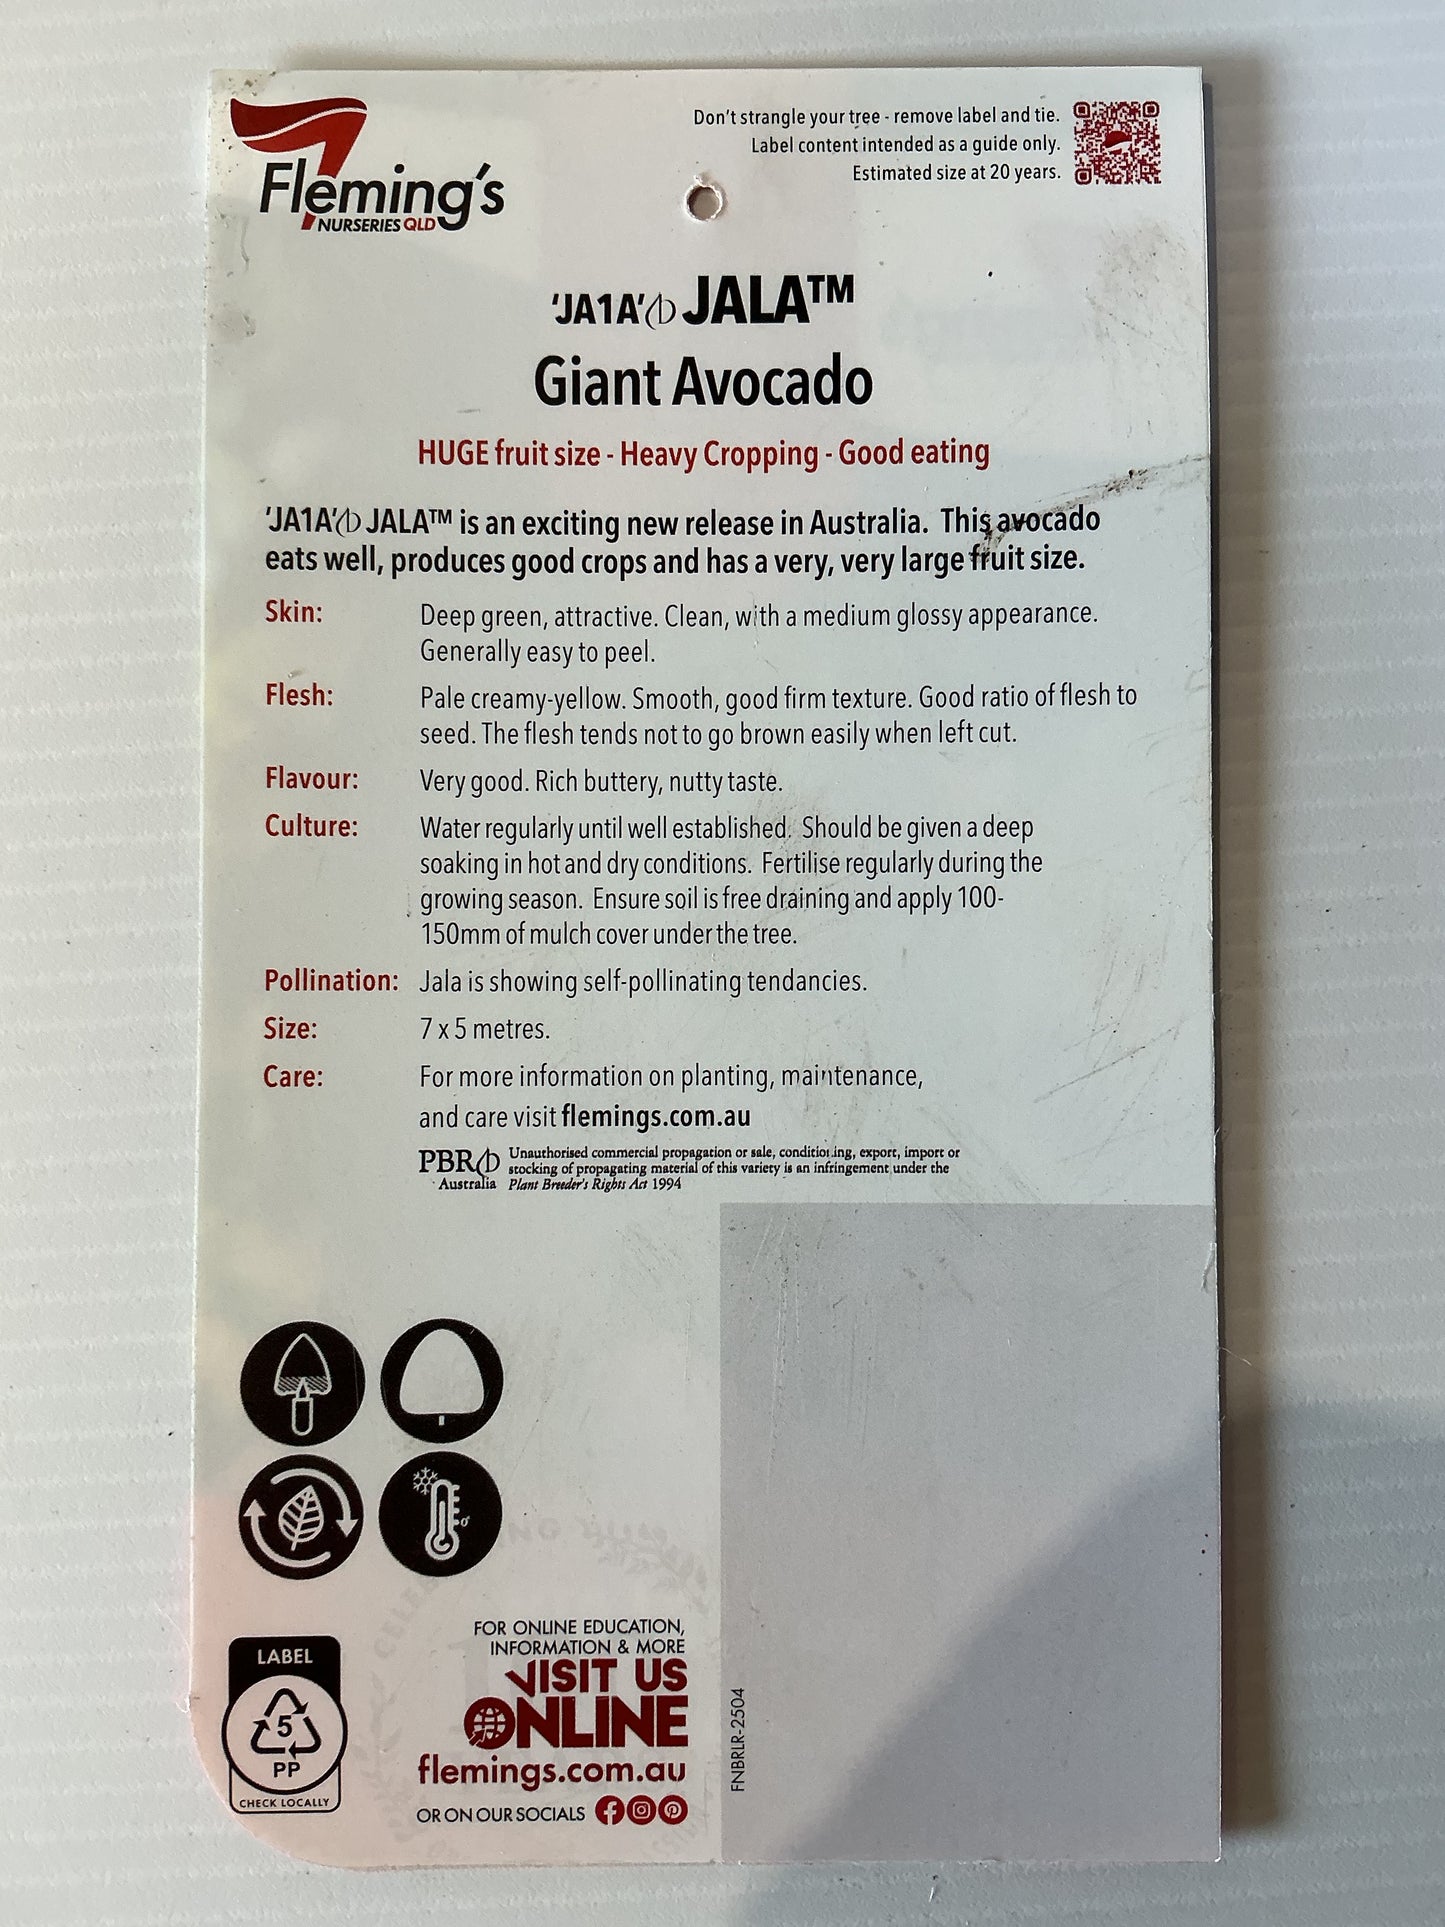 Fleming's
NURSERIES QLD
Don't strangle your tree - remove label and tie.
Label content intended as a guide only.
Estimated size at 20 years.
'JA1A' JALA™
Giant Avocado
HUGE fruit size - Heavy Cropping - Good eating
'JA1A' JALA™ is an exciting new release in Australia. This avocado
eats well, produces good crops and has a very, very large fruit size.
Skin: Deep green, attractive. Clean, with a medium glossy appearance.
Generally easy to peel.
Flesh: Pale creamy-yellow. Smooth, good firm texture. Good ratio of flesh to
seed. The flesh tends not to go brown easily when left cut.
Flavour: Very good. Rich buttery, nutty taste.
Culture: Water regularly until well established. Should be given a deep
soaking in hot and dry conditions. Fertilise regularly during the
growing season. Ensure soil is free draining and apply 100-
150mm of mulch cover under the tree.
Pollination: Jala is showing self-pollinating tendancies.
Size: 7 x 5 metres.
Care: For more information on planting, maintenance,
and care visit flemings.com.au
PBR
Australia
Unauthorised commercial propagation or sale, conditioning, export, import or
stocking of propagating material of this variety is an infringement under the
Plant Breeder's Rights Act 1994
LABEL
5
PP
CHECK LOCALLY
FOR ONLINE EDUCATION,
INFORMATION & MORE
VISIT US
ONLINE
flemings.com.au
OR ON OUR SOCIALS
FNBRLR-2504